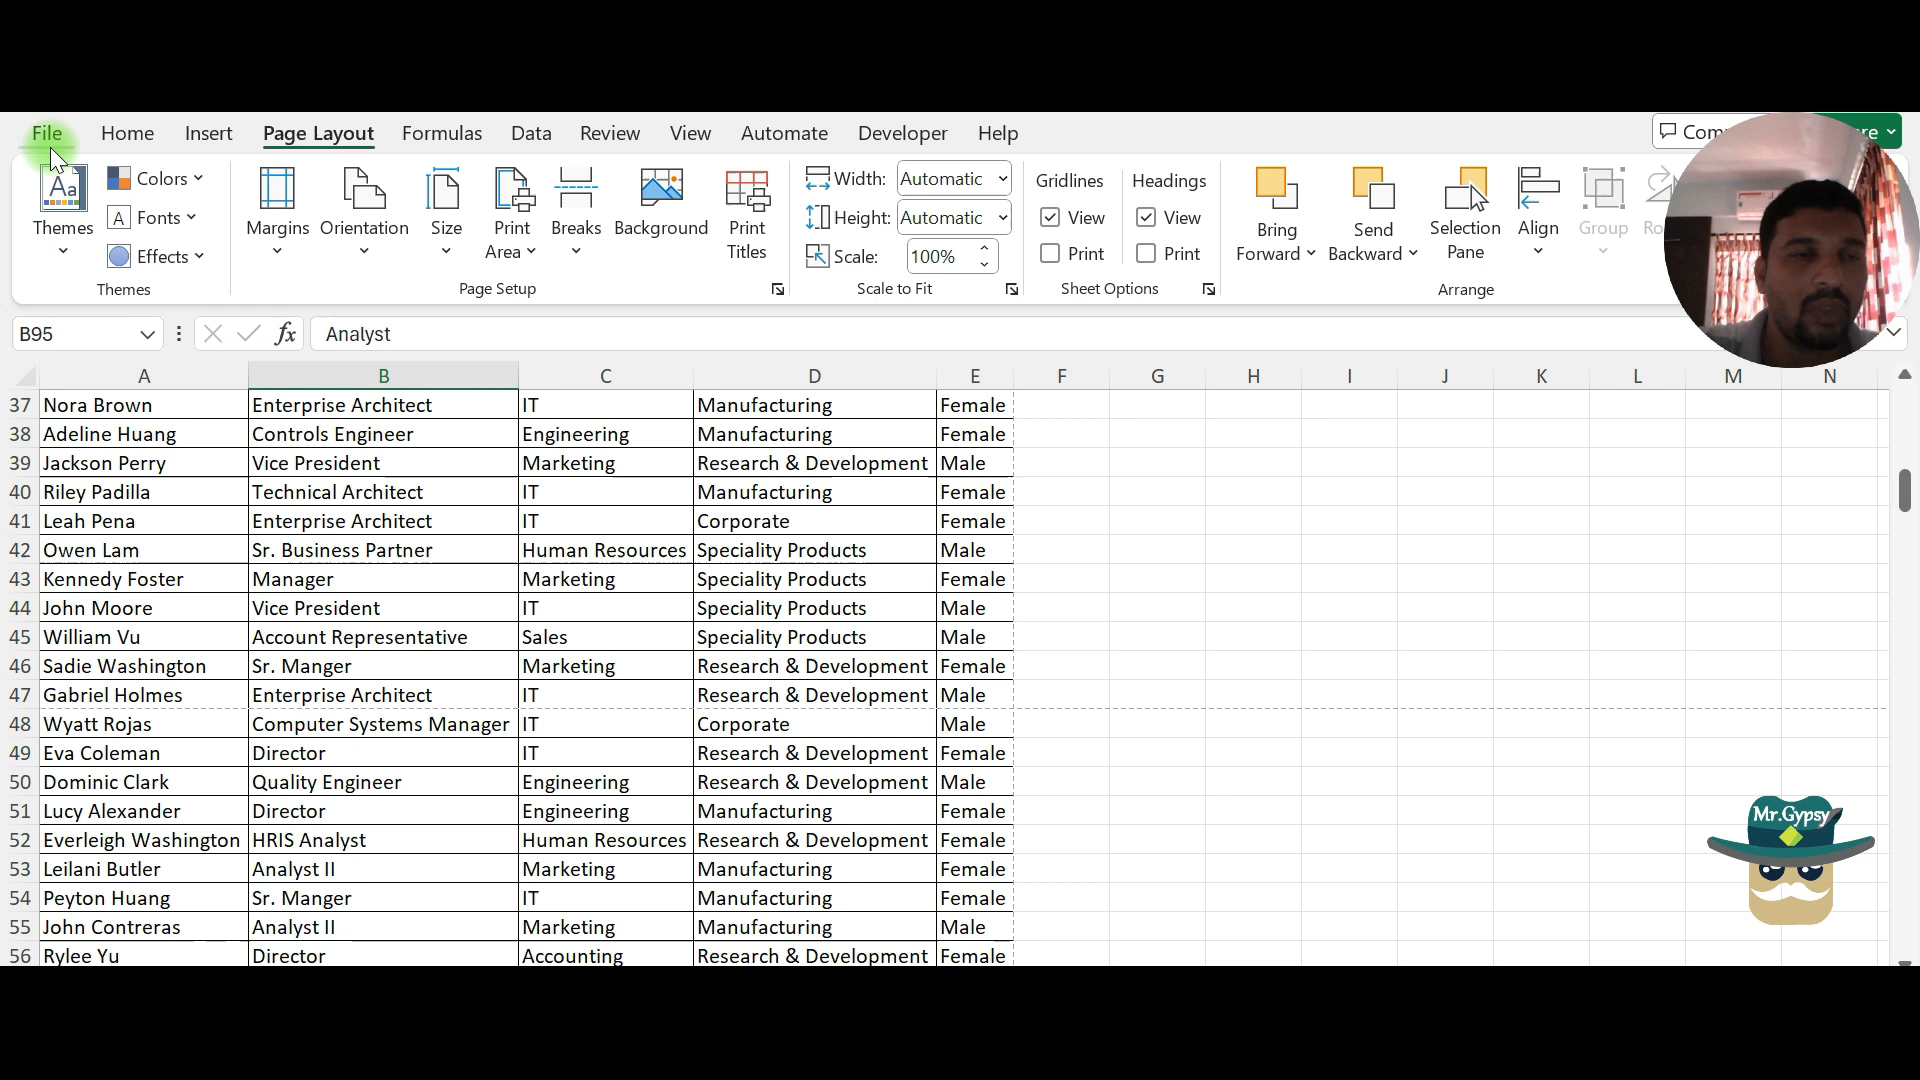 File Home Insert Page Layout Formulas Data Review View Automate Developer Help
Aa Themes Colors A Fonts Effects
Themes
Margins Orientation Size Print Area Breaks Background Print Titles
Page Setup
Width: Automatic
Height: Automatic
Scale: 100%
Scale to Fit
Gridlines Headings
View View
Print Print
Sheet Options
Bring Forward Send Backward Selection Pane Align Group
Arrange
B95 fx Analyst
A B C D E F G H I J K L M N
37 Nora Brown Enterprise Architect IT Manufacturing Female
38 Adeline Huang Controls Engineer Engineering Manufacturing Female
39 Jackson Perry Vice President Marketing Research & Development Male
40 Riley Padilla Technical Architect IT Manufacturing Female
41 Leah Pena Enterprise Architect IT Corporate Female
42 Owen Lam Sr. Business Partner Human Resources Speciality Products Male
43 Kennedy Foster Manager Marketing Speciality Products Female
44 John Moore Vice President IT Speciality Products Male
45 William Vu Account Representative Sales Speciality Products Male
46 Sadie Washington Sr. Manger Marketing Research & Development Female
47 Gabriel Holmes Enterprise Architect IT Research & Development Male
48 Wyatt Rojas Computer Systems Manager IT Corporate Male
49 Eva Coleman Director IT Research & Development Female
50 Dominic Clark Quality Engineer Engineering Research & Development Male
51 Lucy Alexander Director Engineering Manufacturing Female
52 Everleigh Washington HRIS Analyst Human Resources Research & Development Female
53 Leilani Butler Analyst II Marketing Manufacturing Female
54 Peyton Huang Sr. Manger IT Manufacturing Female
55 John Contreras Analyst II Marketing Manufacturing Male
56 Rylee Yu Director Accounting Research & Development Female
Mr.Gypsy